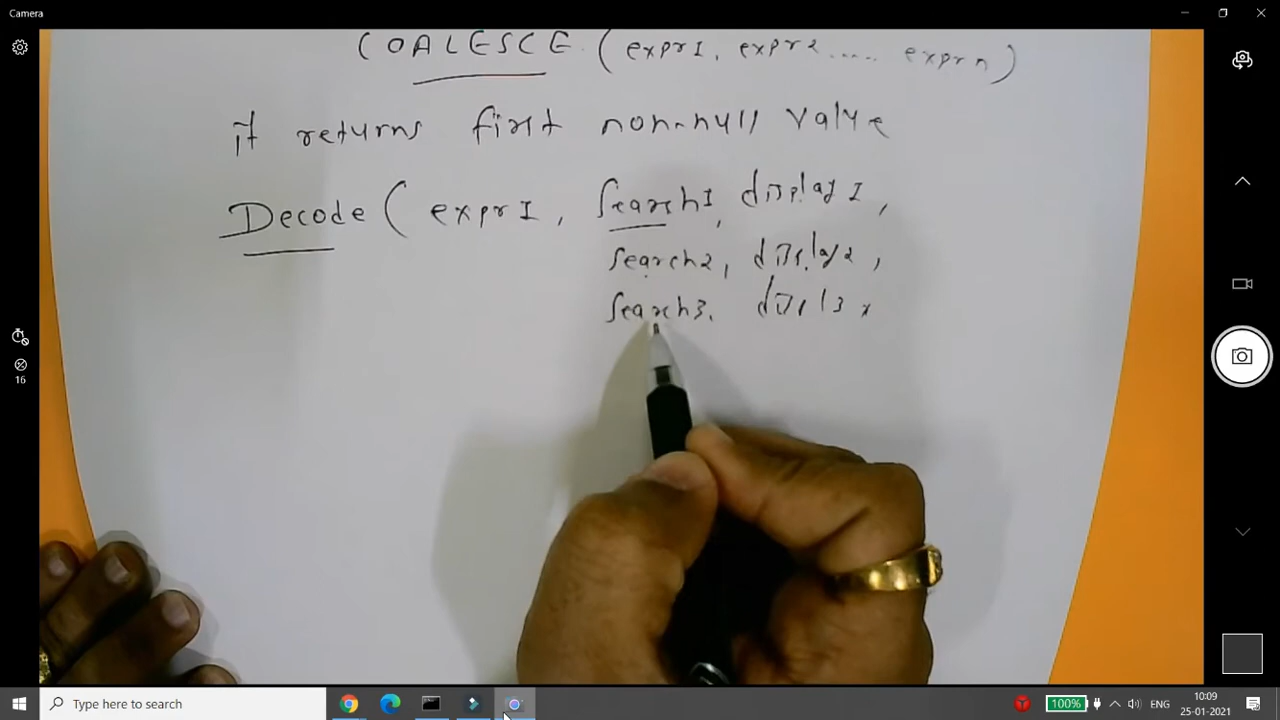 Camera
COALESCE (expr1, expr2..... exprn)
it returns first non-null value
Decode ( expr1, search1, display1,
search2, display2,
search3,
16
Type here to search
100%
ENG
10:09
25-01-2021